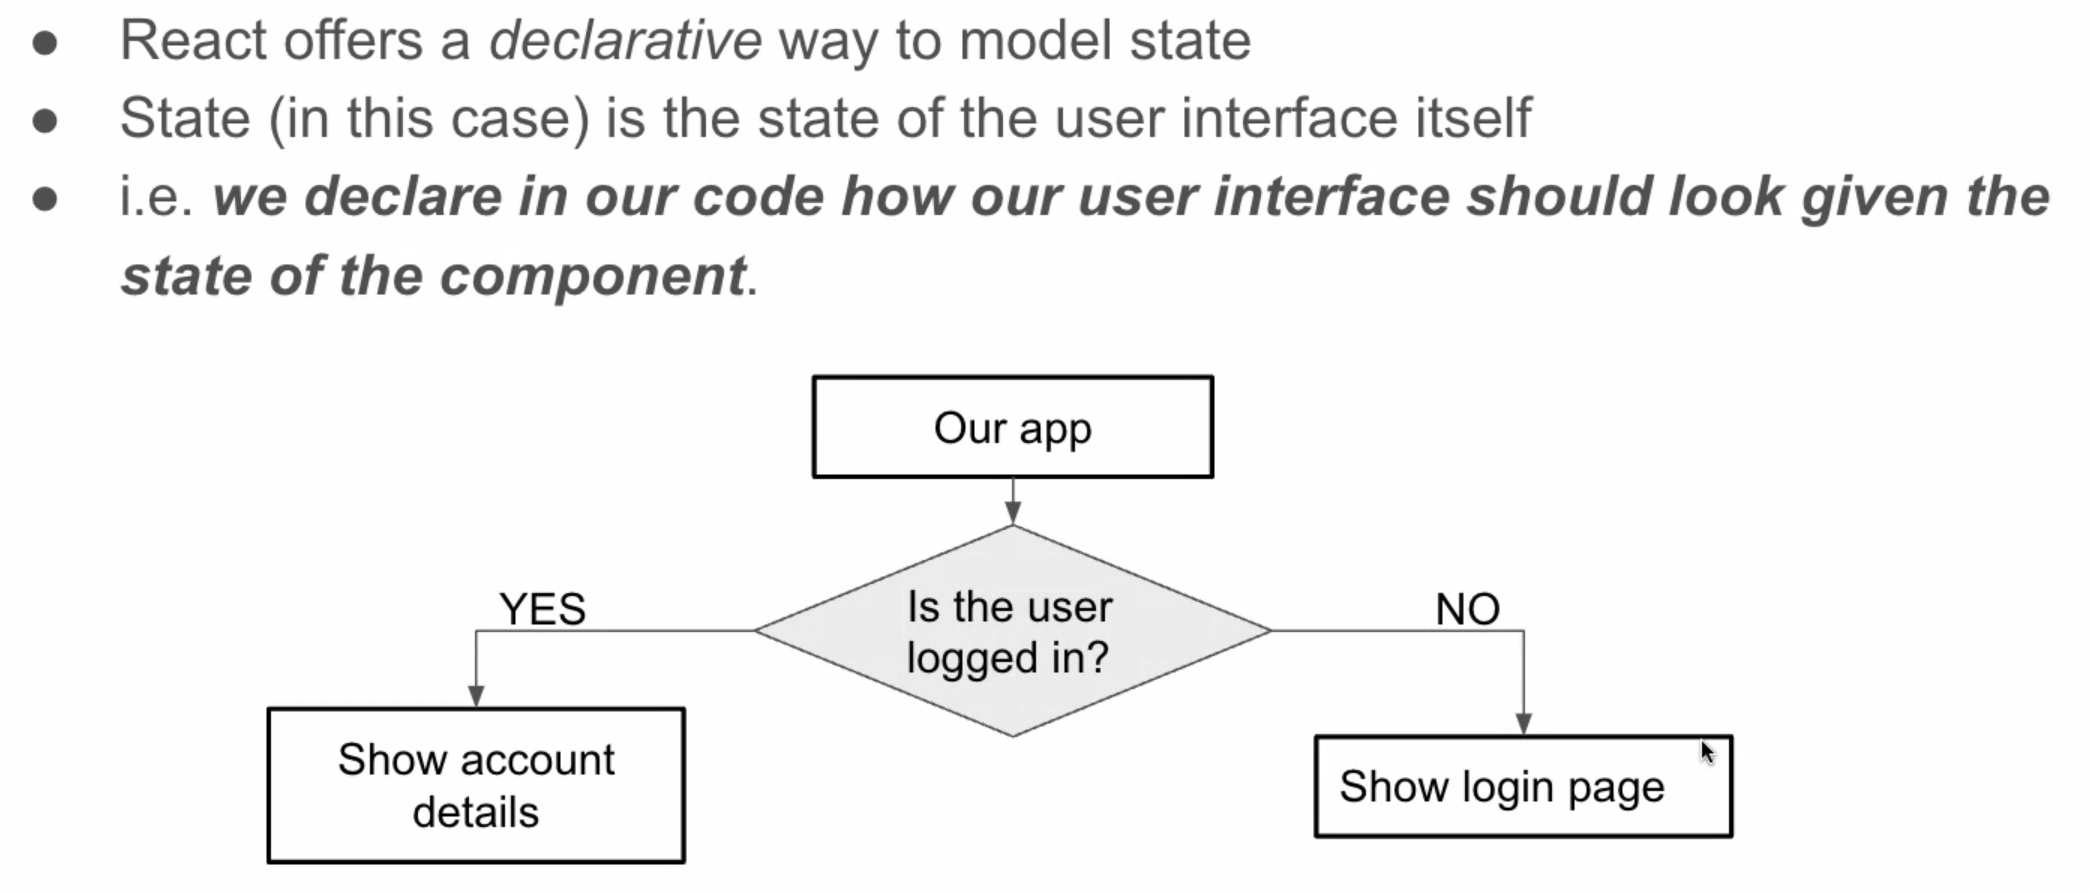 ● React offers a declarative way to model state
● State (in this case) is the state of the user interface itself
● i.e. we declare in our code how our user interface should look given the
state of the component.
Our app
Is the user
logged in?
YES
NO
Show account
details
Show login page